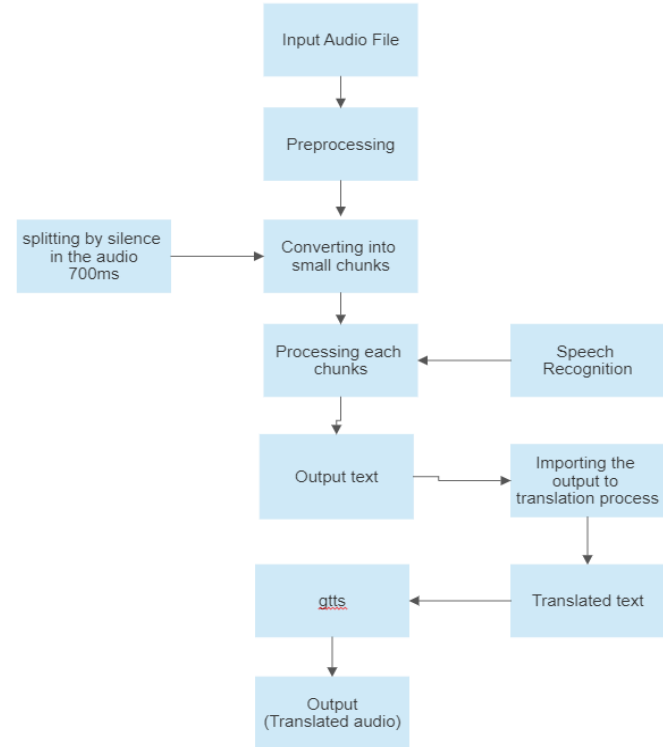 Input Audio File
Preprocessing
splitting by silence
in the audio
700ms
Converting into
small chunks
Processing each
chunks
Speech
Recognition
Output text
Importing the
output to
translation process
Translated text
gtts
Output
(Translated audio)